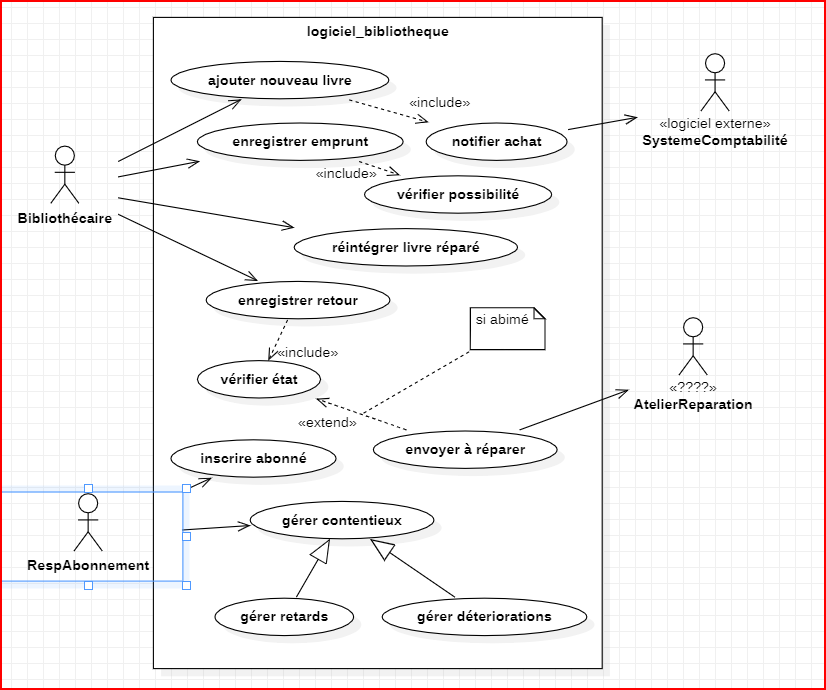 logiciel_bibliotheque
ajouter nouveau livre
«include»
«logiciel externe»
SystemeComptabilité
enregistrer emprunt
notifier achat
«include»
vérifier possibilité
Bibliothécaire
réintégrer livre réparé
enregistrer retour
si abimé
«include»
vérifier état
«????»
AtelierReparation
«extend»
envoyer à réparer
inscrire abonné
gérer contentieux
RespAbonnement
gérer retards
gérer déteriorations